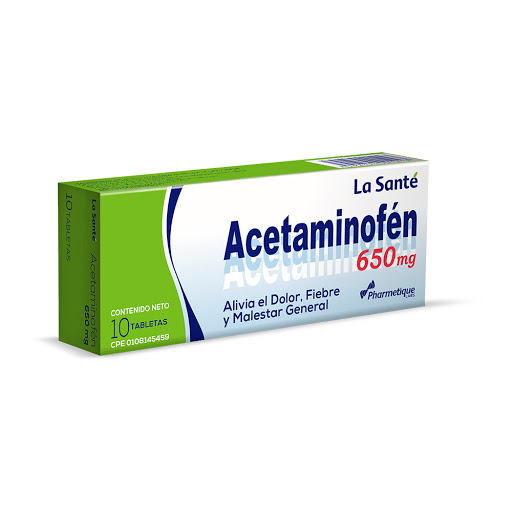 La Santé
10 TABLETAS
Acetaminofén
650 mg
La Santé
Acetaminofén
650mg
Alivia el Dolor, Fiebre
y Malestar General
Pharmetique
LABS
CONTENIDO NETO
10 TABLETAS
CPE 0108145459